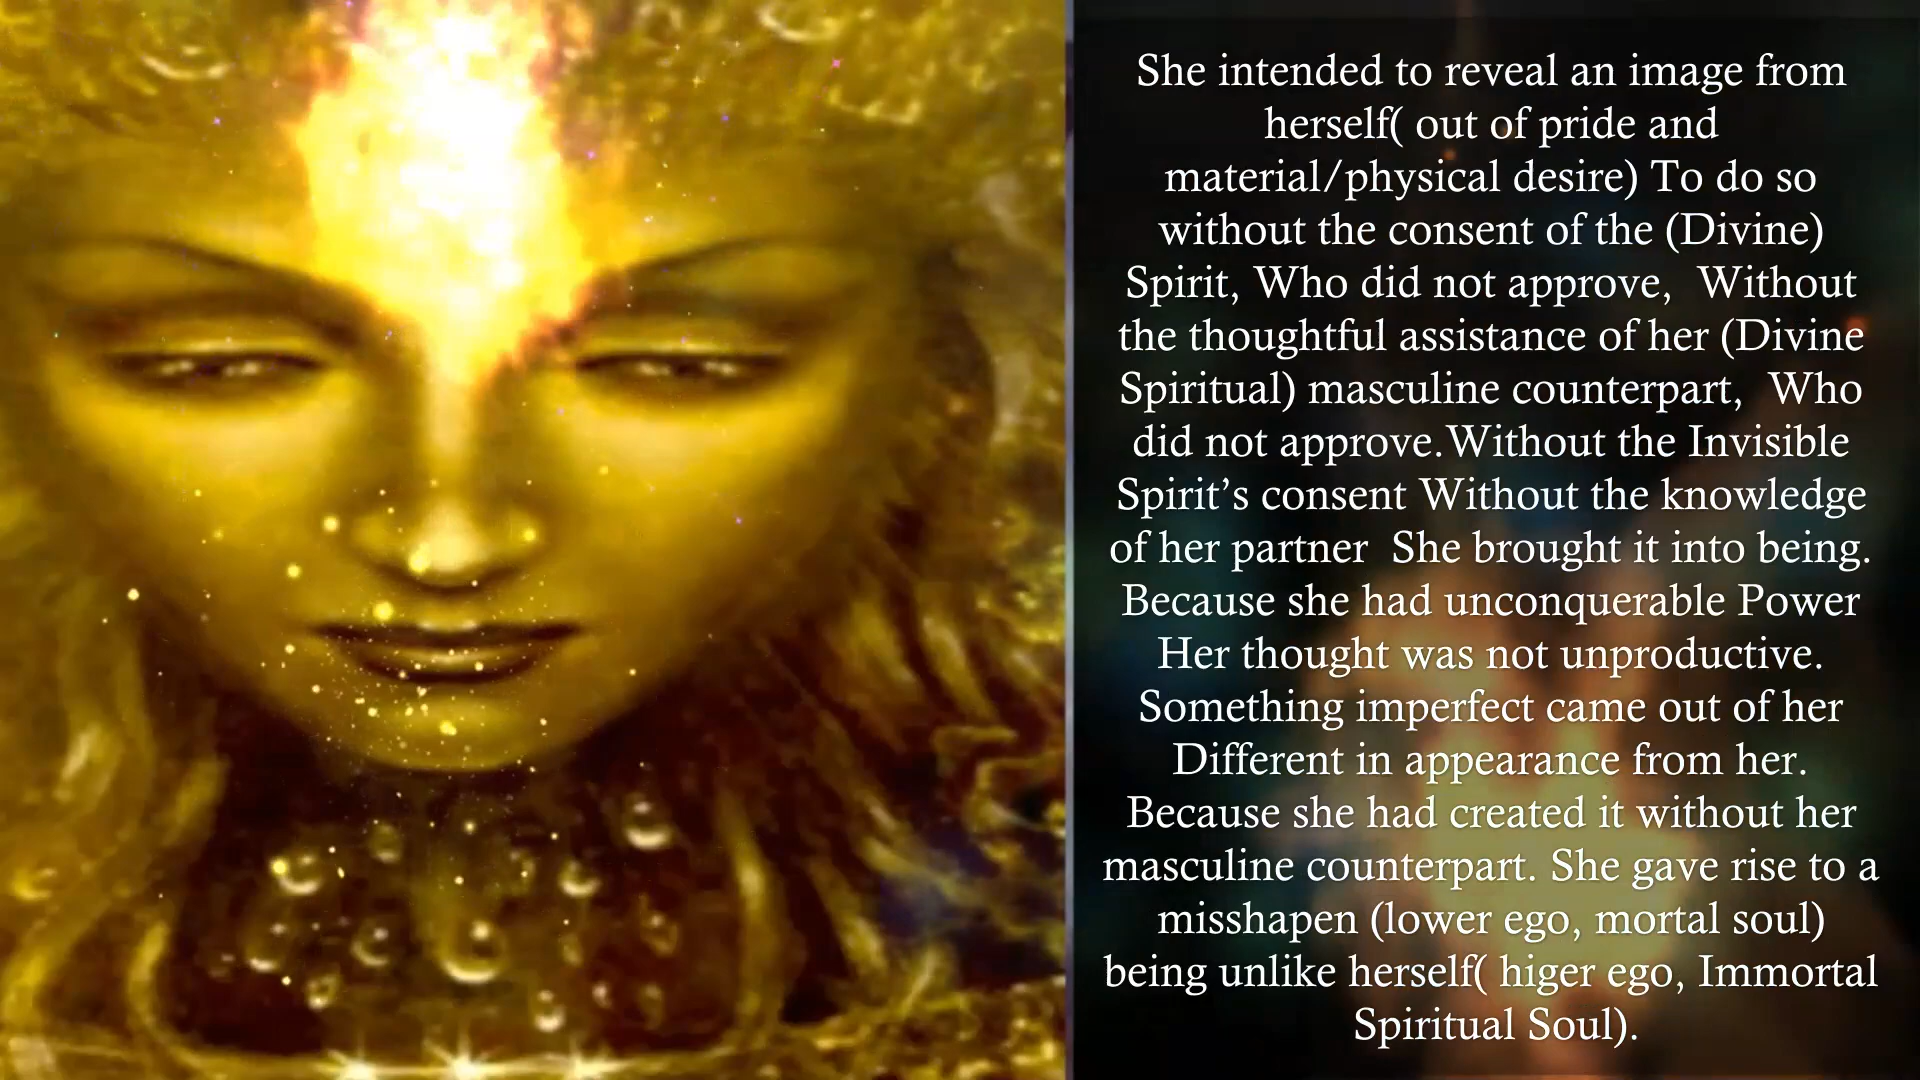 She intended to reveal an image from
herself( out of pride and
material/physical desire) To do so
without the consent of the (Divine)
Spirit, Who did not approve,  Without
the thoughtful assistance of her (Divine
Spiritual) masculine counterpart,  Who
did not approve.Without the Invisible
Spirit’s consent Without the knowledge
of her partner  She brought it into being.
Because she had unconquerable Power
Her thought was not unproductive.
Something imperfect came out of her
Different in appearance from her.
Because she had created it without her
masculine counterpart. She gave rise to a
misshapen (lower ego, mortal soul)
being unlike herself( higer ego, Immortal
Spiritual Soul).